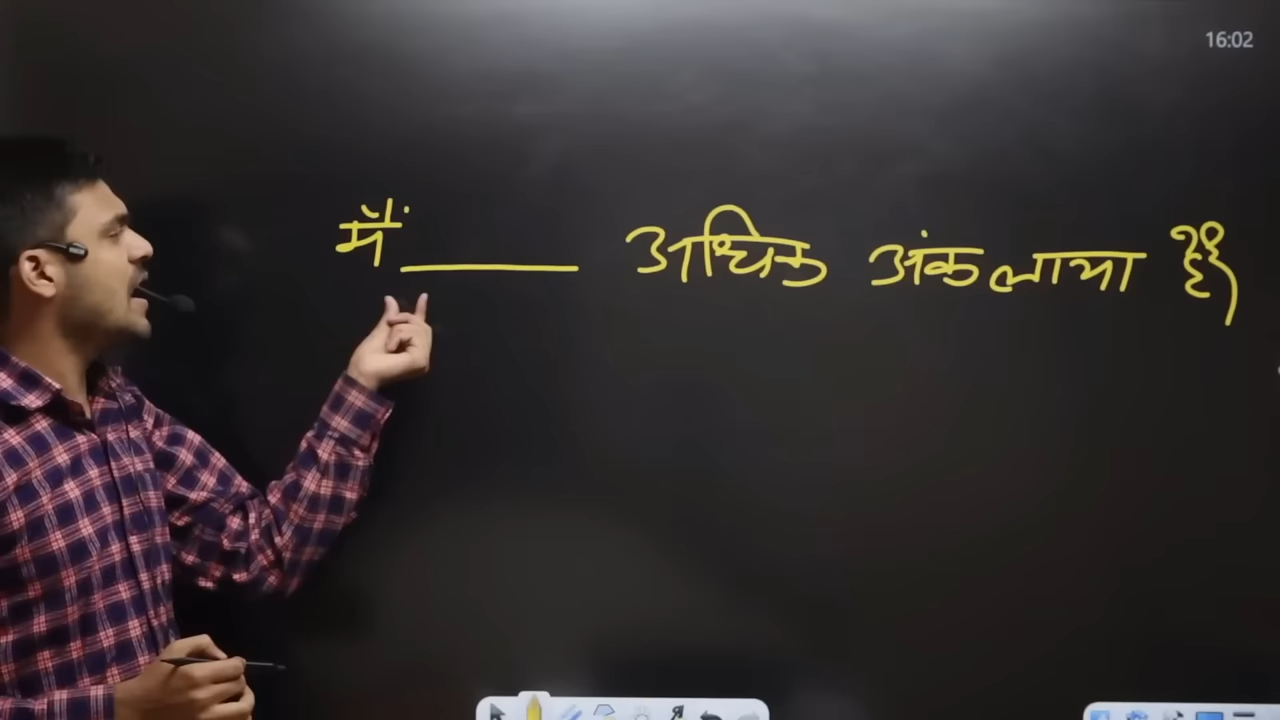 16:02
मैं ______ अधिक अंक लाया है